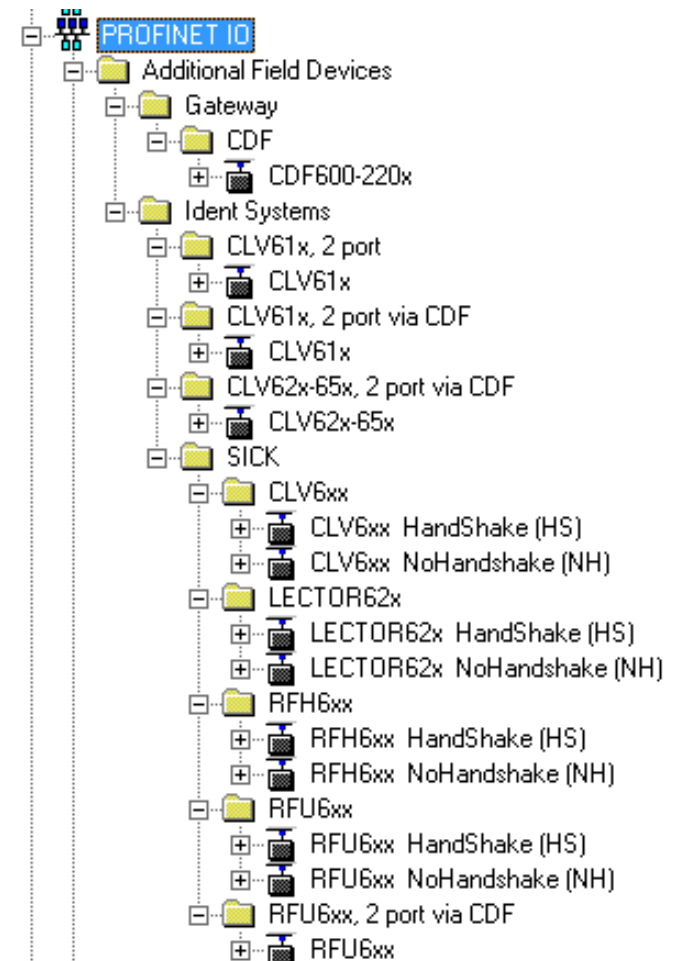 PROFINET IO
Additional Field Devices
Gateway
CDF
CDF600-220x
Ident Systems
CLV61x, 2 port
CLV61x
CLV61x, 2 port via CDF
CLV61x
CLV62x-65x, 2 port via CDF
CLV62x-65x
SICK
CLV6xx
CLV6xx HandShake (HS)
CLV6xx NoHandshake (NH)
LECTOR62x
LECTOR62x HandShake (HS)
LECTOR62x NoHandshake (NH)
RFH6xx
RFH6xx HandShake (HS)
RFH6xx NoHandshake (NH)
RFU6xx
RFU6xx HandShake (HS)
RFU6xx NoHandshake (NH)
RFU6xx, 2 port via CDF
RFU6xx